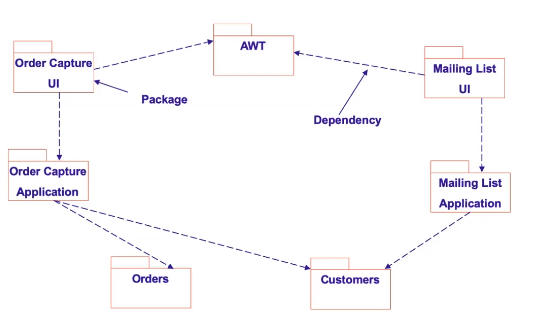 AWT
Order Capture
UI
Mailing List
UI
Package
Dependency
Order Capture
Application
Mailing List
Application
Orders
Customers